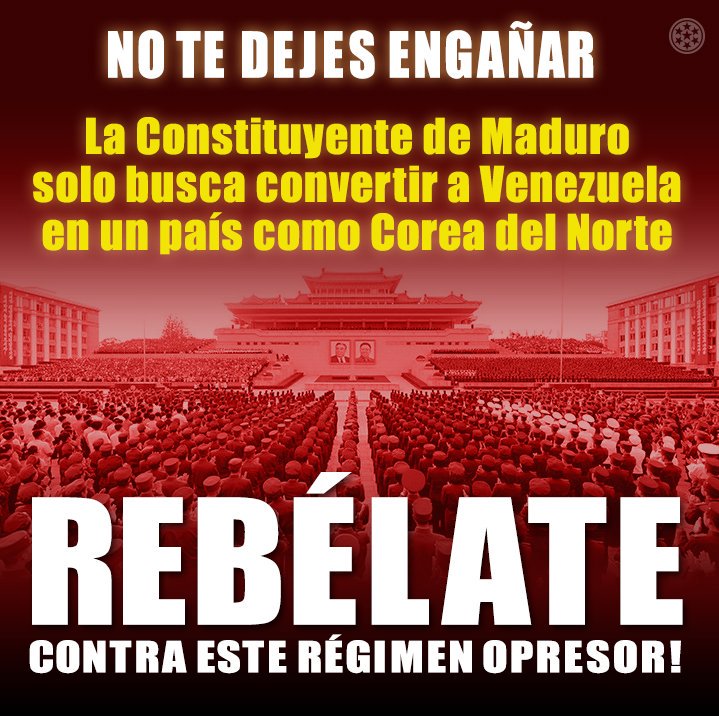 NO TE DEJES ENGAÑAR
La Constituyente de Maduro
solo busca convertir a Venezuela
en un país como Corea del Norte
REBÉLATE
CONTRA ESTE RÉGIMEN OPRESOR!